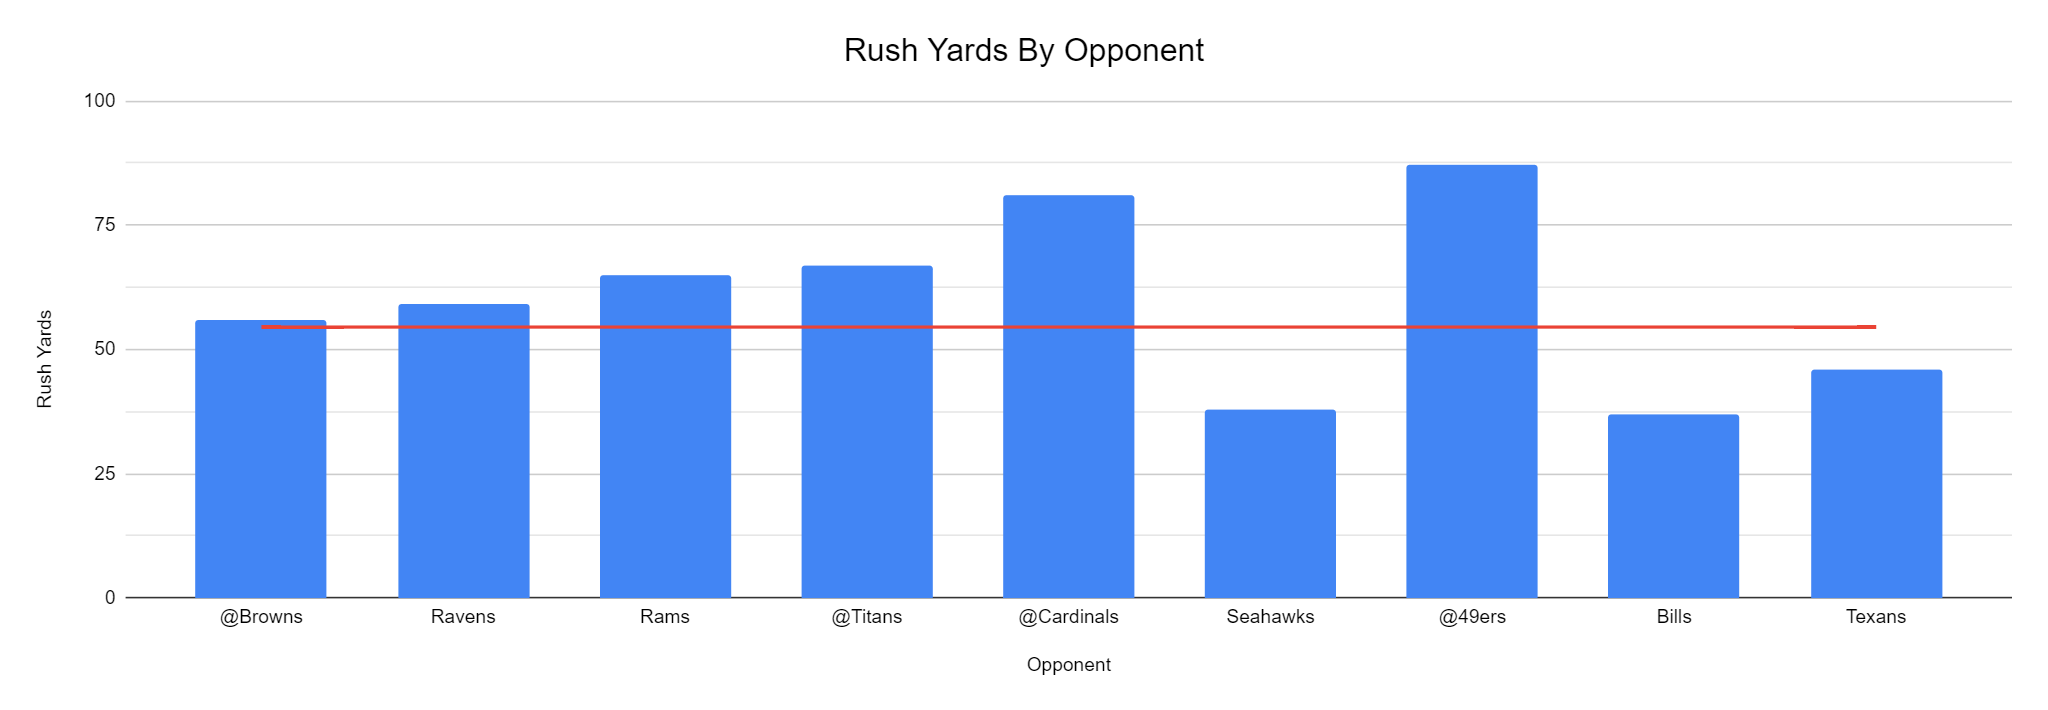 Rush Yards By Opponent
Rush Yards
100
75
50
25
0
@Browns Ravens Rams @Titans @Cardinals Seahawks @49ers Bills Texans
Opponent